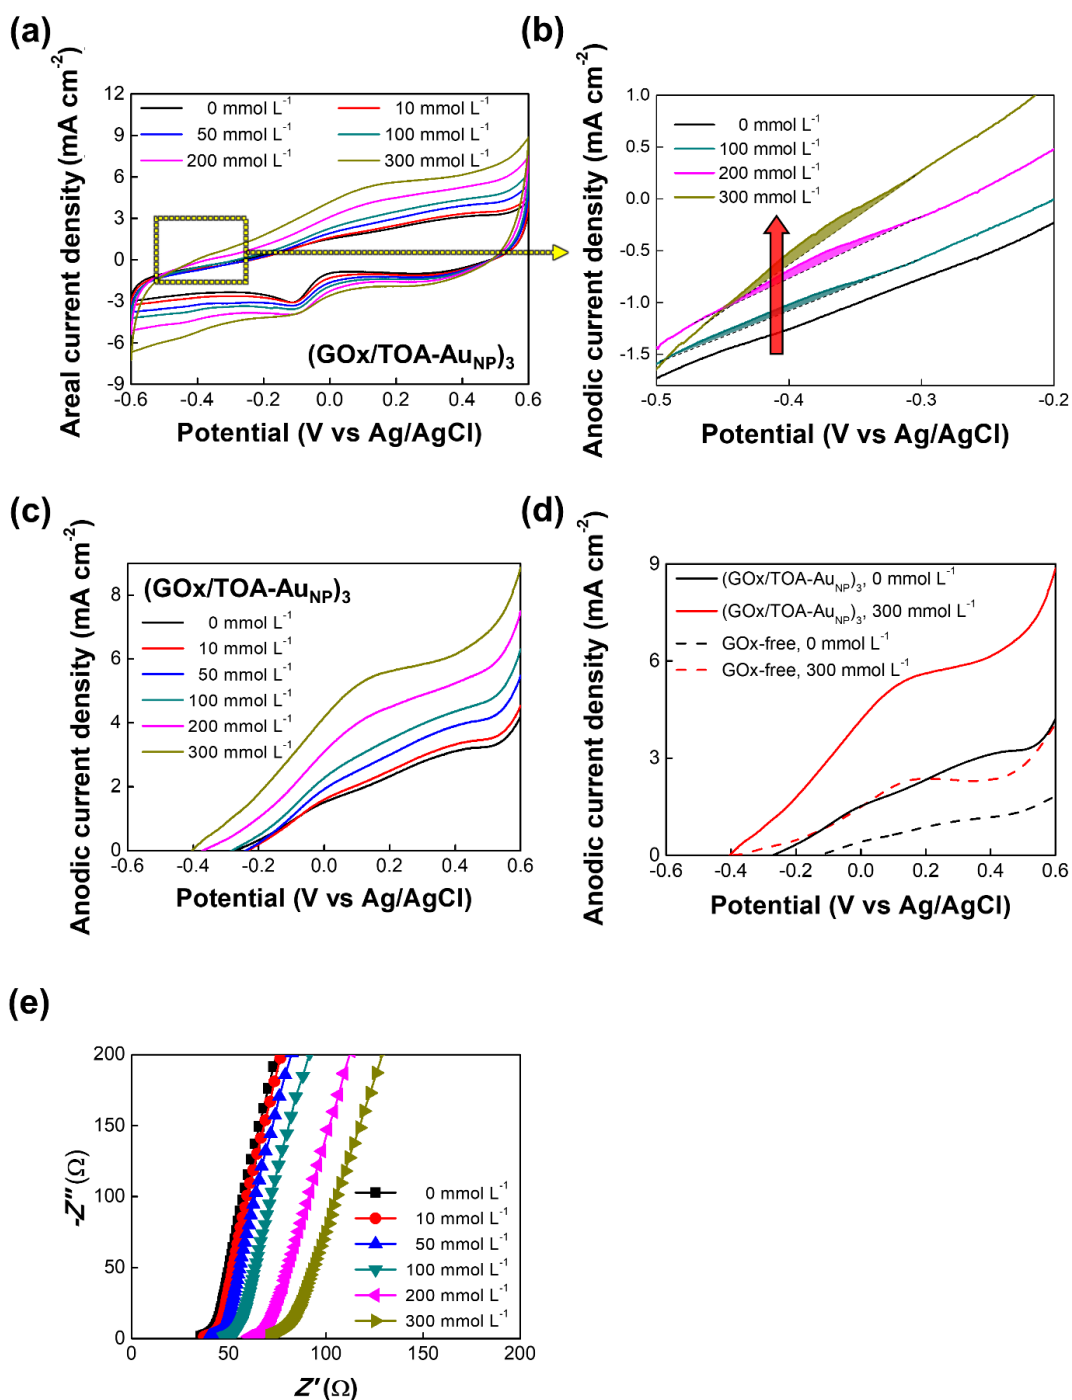 (a)
Areal current density (mA cm⁻²)
12
9
6
3
0
-3
-6
-9
0 mmol L⁻¹
10 mmol L⁻¹
50 mmol L⁻¹
100 mmol L⁻¹
200 mmol L⁻¹
300 mmol L⁻¹
(GOx/TOA-Au_NP)₃
-0.6 -0.4 -0.2 0.0 0.2 0.4 0.6
Potential (V vs Ag/AgCl)
(b)
Anodic current density (mA cm⁻²)
1.0
0.5
0.0
-0.5
-1.0
-1.5
0 mmol L⁻¹
100 mmol L⁻¹
200 mmol L⁻¹
300 mmol L⁻¹
-0.5 -0.4 -0.3 -0.2
Potential (V vs Ag/AgCl)
(c)
Anodic current density (mA cm⁻²)
8
6
4
2
0
(GOx/TOA-Au_NP)₃
0 mmol L⁻¹
10 mmol L⁻¹
50 mmol L⁻¹
100 mmol L⁻¹
200 mmol L⁻¹
300 mmol L⁻¹
-0.6 -0.4 -0.2 0.0 0.2 0.4 0.6
Potential (V vs Ag/AgCl)
(d)
Anodic current density (mA cm⁻²)
9
6
3
0
(GOx/TOA-Au_NP)₃, 0 mmol L⁻¹
(GOx/TOA-Au_NP)₃, 300 mmol L⁻¹
GOx-free, 0 mmol L⁻¹
GOx-free, 300 mmol L⁻¹
-0.6 -0.4 -0.2 0.0 0.2 0.4 0.6
Potential (V vs Ag/AgCl)
(e)
-Z″ (Ω)
200
150
100
50
0
0 mmol L⁻¹
10 mmol L⁻¹
50 mmol L⁻¹
100 mmol L⁻¹
200 mmol L⁻¹
300 mmol L⁻¹
0 50 100 150 200
Z′ (Ω)